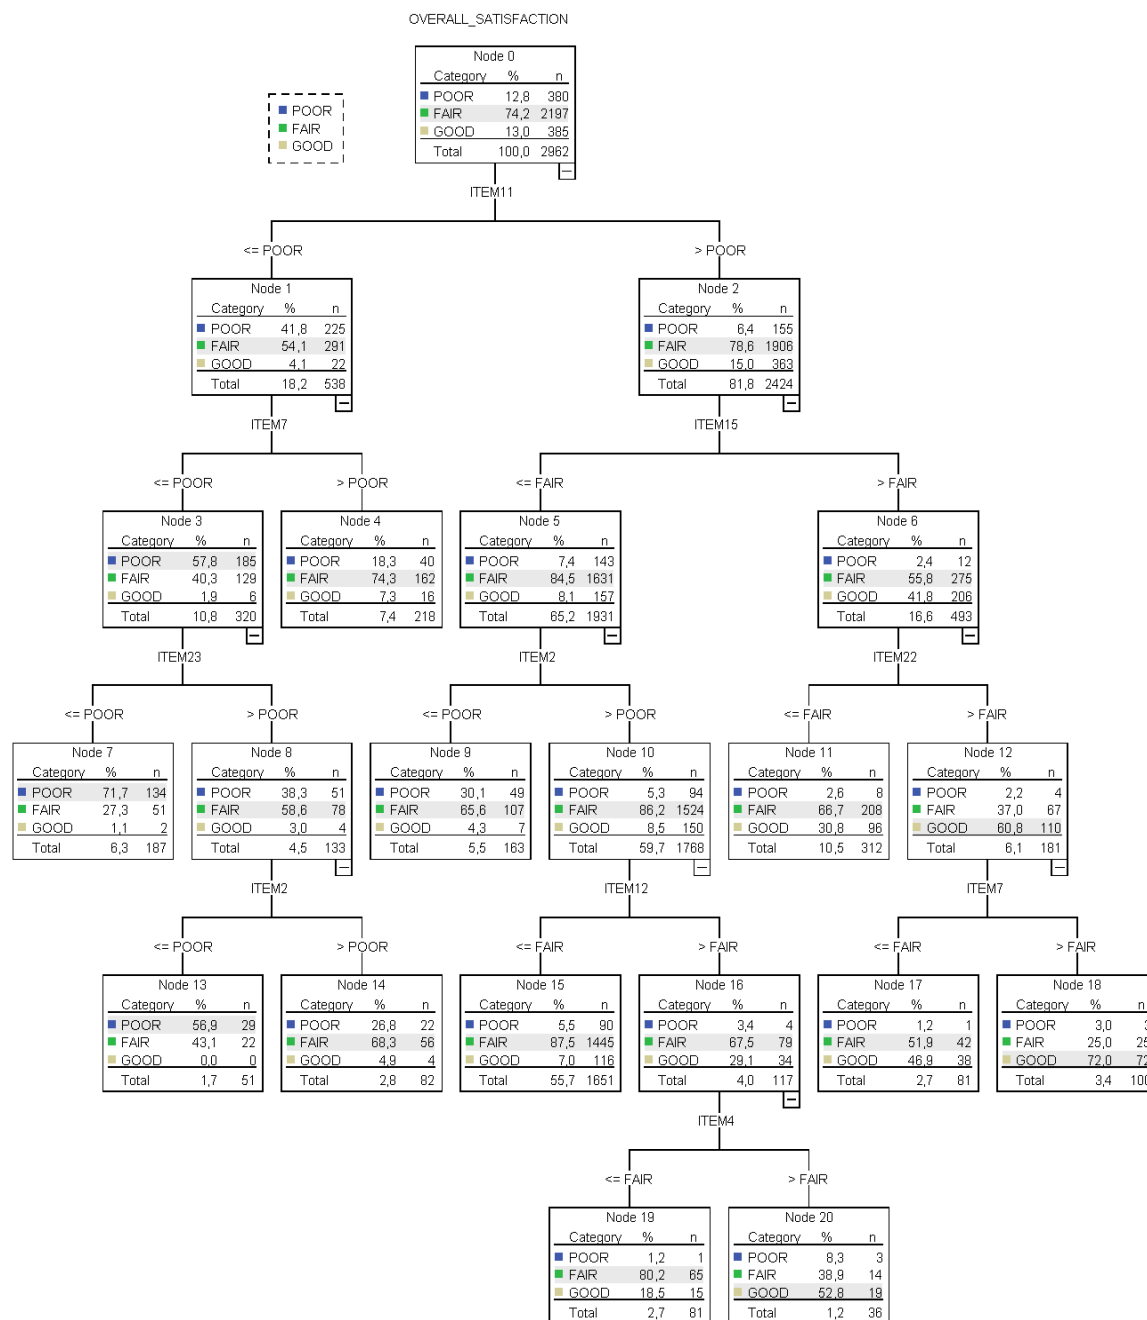 OVERALL_SATISFACTION
POOR
FAIR
GOOD
Node 0
Category % n
POOR 12,8 380
FAIR 74,2 2197
GOOD 13,0 385
Total 100,0 2962
ITEM11
<= POOR
> POOR
Node 1
Category % n
POOR 41,8 225
FAIR 54,1 291
GOOD 4,1 22
Total 18,2 538
Node 2
Category % n
POOR 6,4 155
FAIR 78,6 1906
GOOD 15,0 363
Total 81,8 2424
ITEM7
ITEM15
<= POOR
> POOR
<= FAIR
> FAIR
Node 3
Category % n
POOR 57,8 185
FAIR 40,3 129
GOOD 1,9 6
Total 10,8 320
Node 4
Category % n
POOR 18,3 40
FAIR 74,3 162
GOOD 7,3 16
Total 7,4 218
Node 5
Category % n
POOR 7,4 143
FAIR 84,5 1631
GOOD 8,1 157
Total 65,2 1931
Node 6
Category % n
POOR 2,4 12
FAIR 55,8 275
GOOD 41,8 206
Total 16,6 493
ITEM23
ITEM2
ITEM22
<= POOR
> POOR
<= POOR
> POOR
<= FAIR
> FAIR
Node 7
Category % n
POOR 71,7 134
FAIR 27,3 51
GOOD 1,1 2
Total 6,3 187
Node 8
Category % n
POOR 38,3 51
FAIR 58,6 78
GOOD 3,0 4
Total 4,5 133
Node 9
Category % n
POOR 30,1 49
FAIR 65,6 107
GOOD 4,3 7
Total 5,5 163
Node 10
Category % n
POOR 5,3 94
FAIR 86,2 1524
GOOD 8,5 150
Total 59,7 1768
Node 11
Category % n
POOR 2,6 8
FAIR 66,7 208
GOOD 30,8 96
Total 10,5 312
Node 12
Category % n
POOR 2,2 4
FAIR 37,0 67
GOOD 60,8 110
Total 6,1 181
ITEM2
ITEM12
ITEM7
<= POOR
> POOR
<= FAIR
> FAIR
<= FAIR
> FAIR
Node 13
Category % n
POOR 56,9 29
FAIR 43,1 22
GOOD 0,0 0
Total 1,7 51
Node 14
Category % n
POOR 26,8 22
FAIR 68,3 56
GOOD 4,9 4
Total 2,8 82
Node 15
Category % n
POOR 5,5 90
FAIR 87,5 1445
GOOD 7,0 116
Total 55,7 1651
Node 16
Category % n
POOR 3,4 4
FAIR 67,5 79
GOOD 29,1 34
Total 4,0 117
Node 17
Category % n
POOR 1,2 1
FAIR 51,9 42
GOOD 46,9 38
Total 2,7 81
Node 18
Category % n
POOR 3,0 3
FAIR 25,0 25
GOOD 72,0 72
Total 3,4 100
ITEM4
<= FAIR
> FAIR
Node 19
Category % n
POOR 1,2 1
FAIR 80,2 65
GOOD 18,5 15
Total 2,7 81
Node 20
Category % n
POOR 8,3 3
FAIR 38,9 14
GOOD 52,8 19
Total 1,2 36